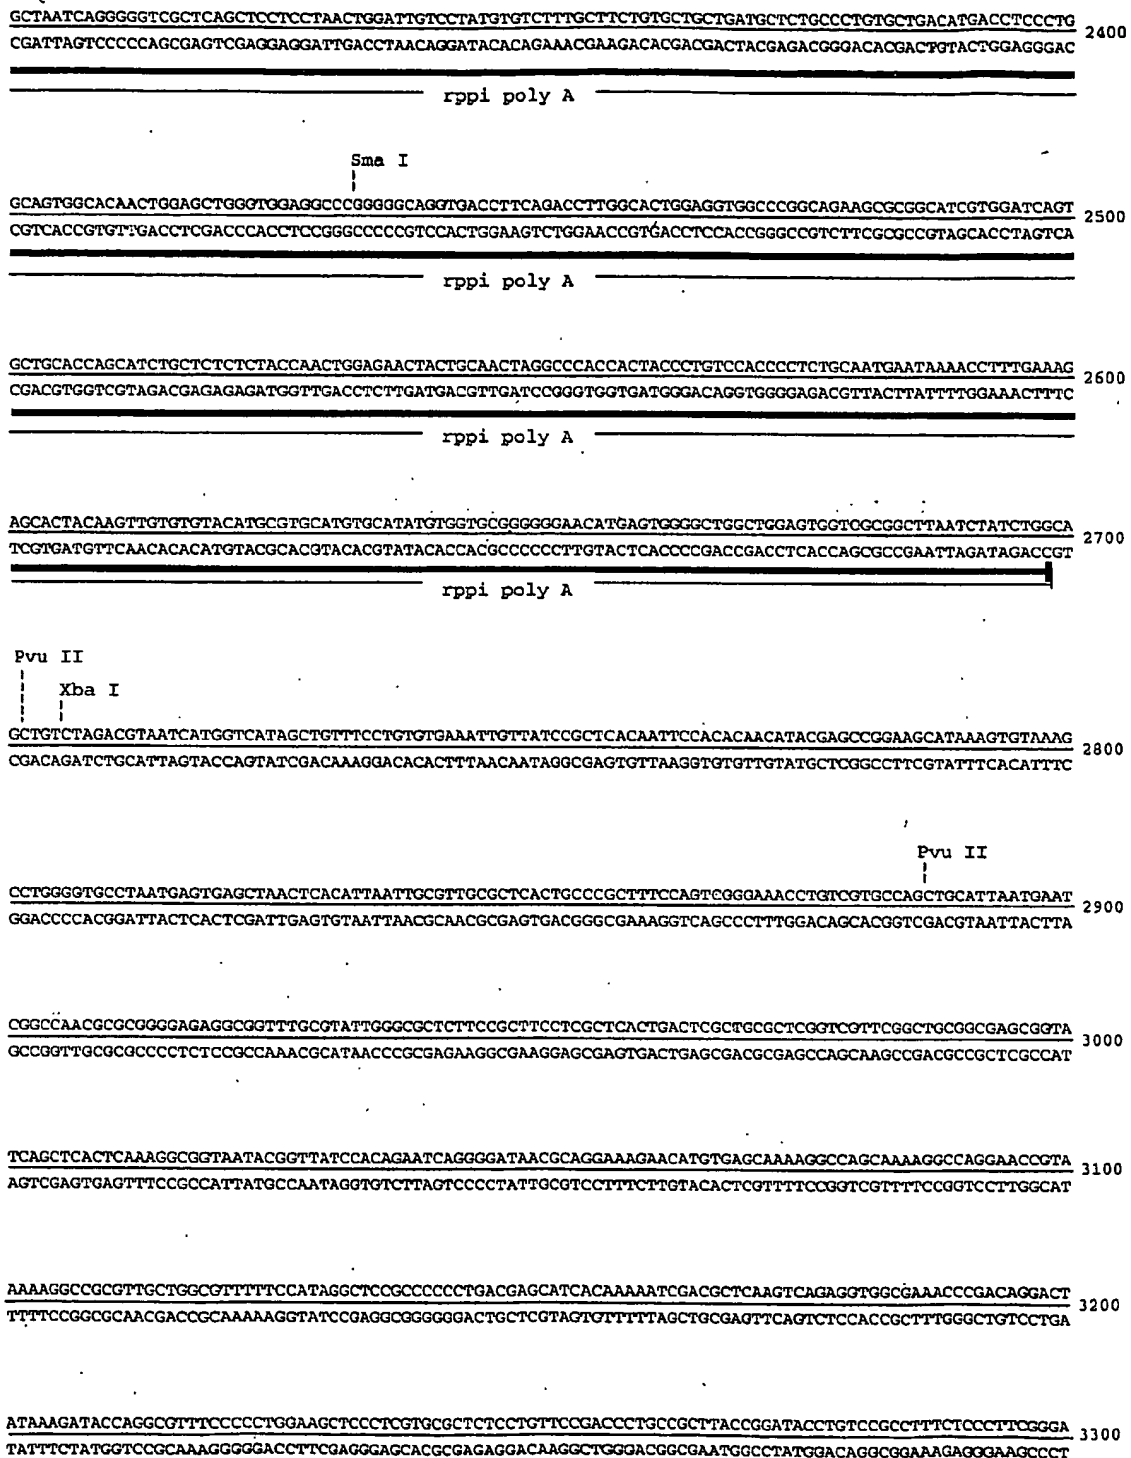 GCTAATCAGGGGGTCGCTCAGCTCCTCCTAACTGGATTGTCCTATGTGTCTTTGCTTCTGTGCTGCTGATGCTCTGCCCTGTGCTGACATGACCTCCCTG
2400
CGATTAGTCCCCCAGCGAGTCGAGGAGGATTGACCTAACAGGATACACAGAAACGAAGACACGACGACTACGAGACGGGACACGACTGTACTGGAGGGAC
rppi poly A
Sma I
GCAGTGGCACAACTGGAGCTGGGTGGAGGCCCGGGGGCAGGTGACCTTCAGACCTTGGCACTGGAGGTGGCCCGGCAGAAGCGCGGCATCGTGGATCAGT
2500
CGTCACCGTGTTGACCTCGACCCACCTCCGGGCCCCCGTCCACTGGAAGTCTGGAACCGTGACCTCCACCGGGCCGTCTTCGCGCCGTAGCACCTAGTCA
rppi poly A
GCTGCACCAGCATCTGCTCTCTCTACCAACTGGAGAACTACTGCAACTAGGCCCACCACTACCCTGTCCACCCCTCTGCAATGAATAAAACCTTTGAAAG
2600
CGACGTGGTCGTAGACGAGAGAGATGGTTGACCTCTTGATGACGTTGATCCGGGTGGTGATGGGACAGGTGGGGAGACGTTACTTATTTTGGAAACTTTC
rppi poly A
AGCACTACAAGTTGTGTGTACATGCGTGCATGTGCATATGTGGTGCGGGGGGAACATGAGTGGGGCTGGCTGGAGTGGTCGCGGCTTAATCTATCTGGCA
2700
TCGTGATGTTCAACACACATGTACGCACGTACACGTATACACCACGCCCCCCTTGTACTCACCCCGACCGACCTCACCAGCGCCGAATTAGATAGACCGT
rppi poly A
Pvu II
Xba I
GCTGTCTAGACGTAATCATGGTCATAGCTGTTTCCTGTGTGAAATTGTTATCCGCTCACAATTCCACACAACATACGAGCCGGAAGCATAAAGTGTAAAG
2800
CGACAGATCTGCATTAGTACCAGTATCGACAAAGGACACACTTTAACAATAGGCGAGTGTTAAGGTGTGTTGTATGCTCGGCCTTCGTATTTCACATTTC
Pvu II
CCTGGGGTGCCTAATGAGTGAGCTAACTCACATTAATTGCGTTGCGCTCACTGCCCGCTTTCCAGTCGGGAAACCTGTCGTGCCAGCTGCATTAATGAAT
2900
GGACCCCACGGATTACTCACTCGATTGAGTGTAATTAACGCAACGCGAGTGACGGGCGAAAGGTCAGCCCTTTGGACAGCACGGTCGACGTAATTACTTA
CGGCCAACGCGCGGGGAGAGGCGGTTTGCGTATTGGGCGCTCTTCCGCTTCCTCGCTCACTGACTCGCTGCGCTCGGTCGTTCGGCTGCGGCGAGCGGTA
3000
GCCGGTTGCGCGCCCCTCTCCGCCAAACGCATAACCCGCGAGAAGGCGAAGGAGCGAGTGACTGAGCGACGCGAGCCAGCAAGCCGACGCCGCTCGCCAT
TCAGCTCACTCAAAGGCGGTAATACGGTTATCCACAGAATCAGGGGATAACGCAGGAAAGAACATGTGAGCAAAAGGCCAGCAAAAGGCCAGGAACCGTA
3100
AGTCGAGTGAGTTTCCGCCATTATGCCAATAGGTGTCTTAGTCCCCTATTGCGTCCTTTCTTGTACACTCGTTTTCCGGTCGTTTTCCGGTCCTTGGCAT
AAAAGGCCGCGTTGCTGGCGTTTTTCCATAGGCTCCGCCCCCCTGACGAGCATCACAAAAATCGACGCTCAAGTCAGAGGTGGCGAAACCCGACAGGACT
3200
TTTTCCGGCGCAACGACCGCAAAAAGGTATCCGAGGCGGGGGGACTGCTCGTAGTGTTTTTAGCTGCGAGTTCAGTCTCCACCGCTTTGGGCTGTCCTGA
ATAAAGATACCAGGCGTTTCCCCCTGGAAGCTCCCTCGTGCGCTCTCCTGTTCCGACCCTGCCGCTTACCGGATACCTGTCCGCCTTTCTCCCTTCGGGA
3300
TATTTCTATGGTCCGCAAAGGGGGACCTTCGAGGGAGCACGCGAGAGGACAAGGCTGGGACGGCGAATGGCCTATGGACAGGCGGAAAGAGGGAAGCCCT